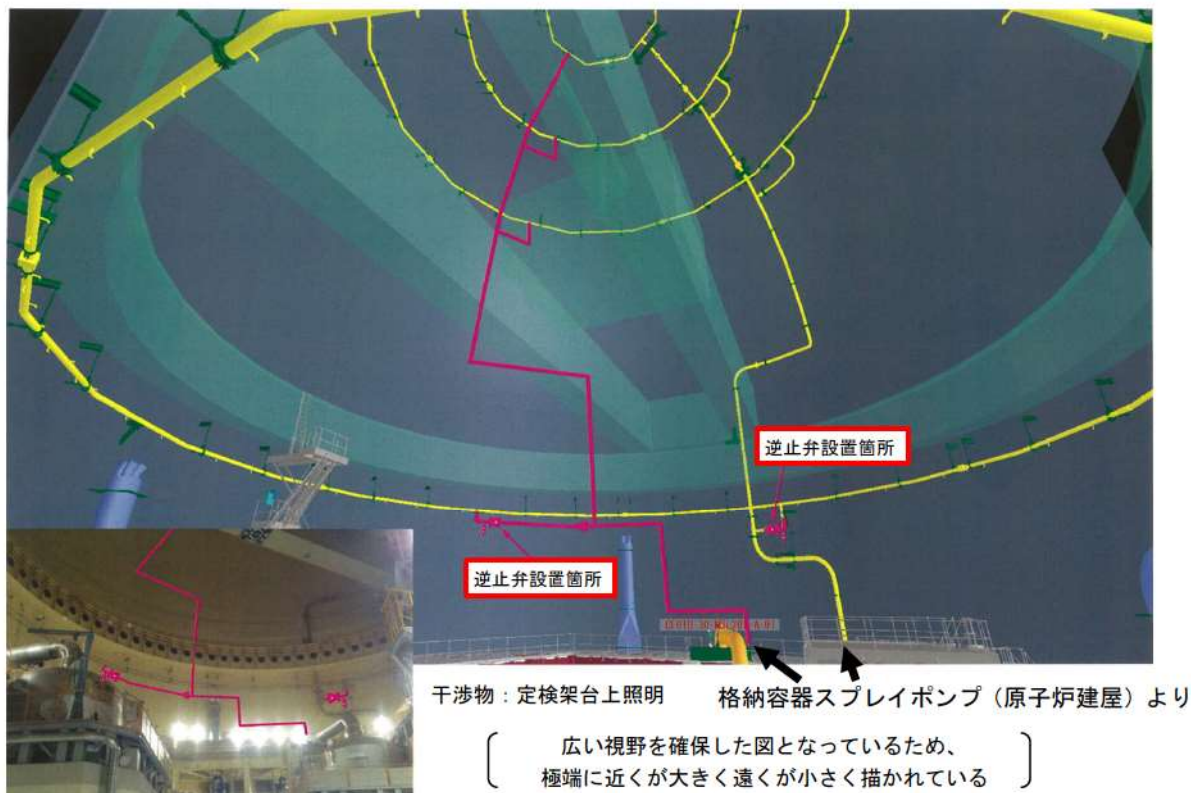 逆止弁設置箇所
逆止弁設置箇所
干渉物：定検架台上照明
格納容器スプレイポンプ（原子炉建屋）より
広い視野を確保した図となっているため、
極端に近くが大きく遠くが小さく描かれている